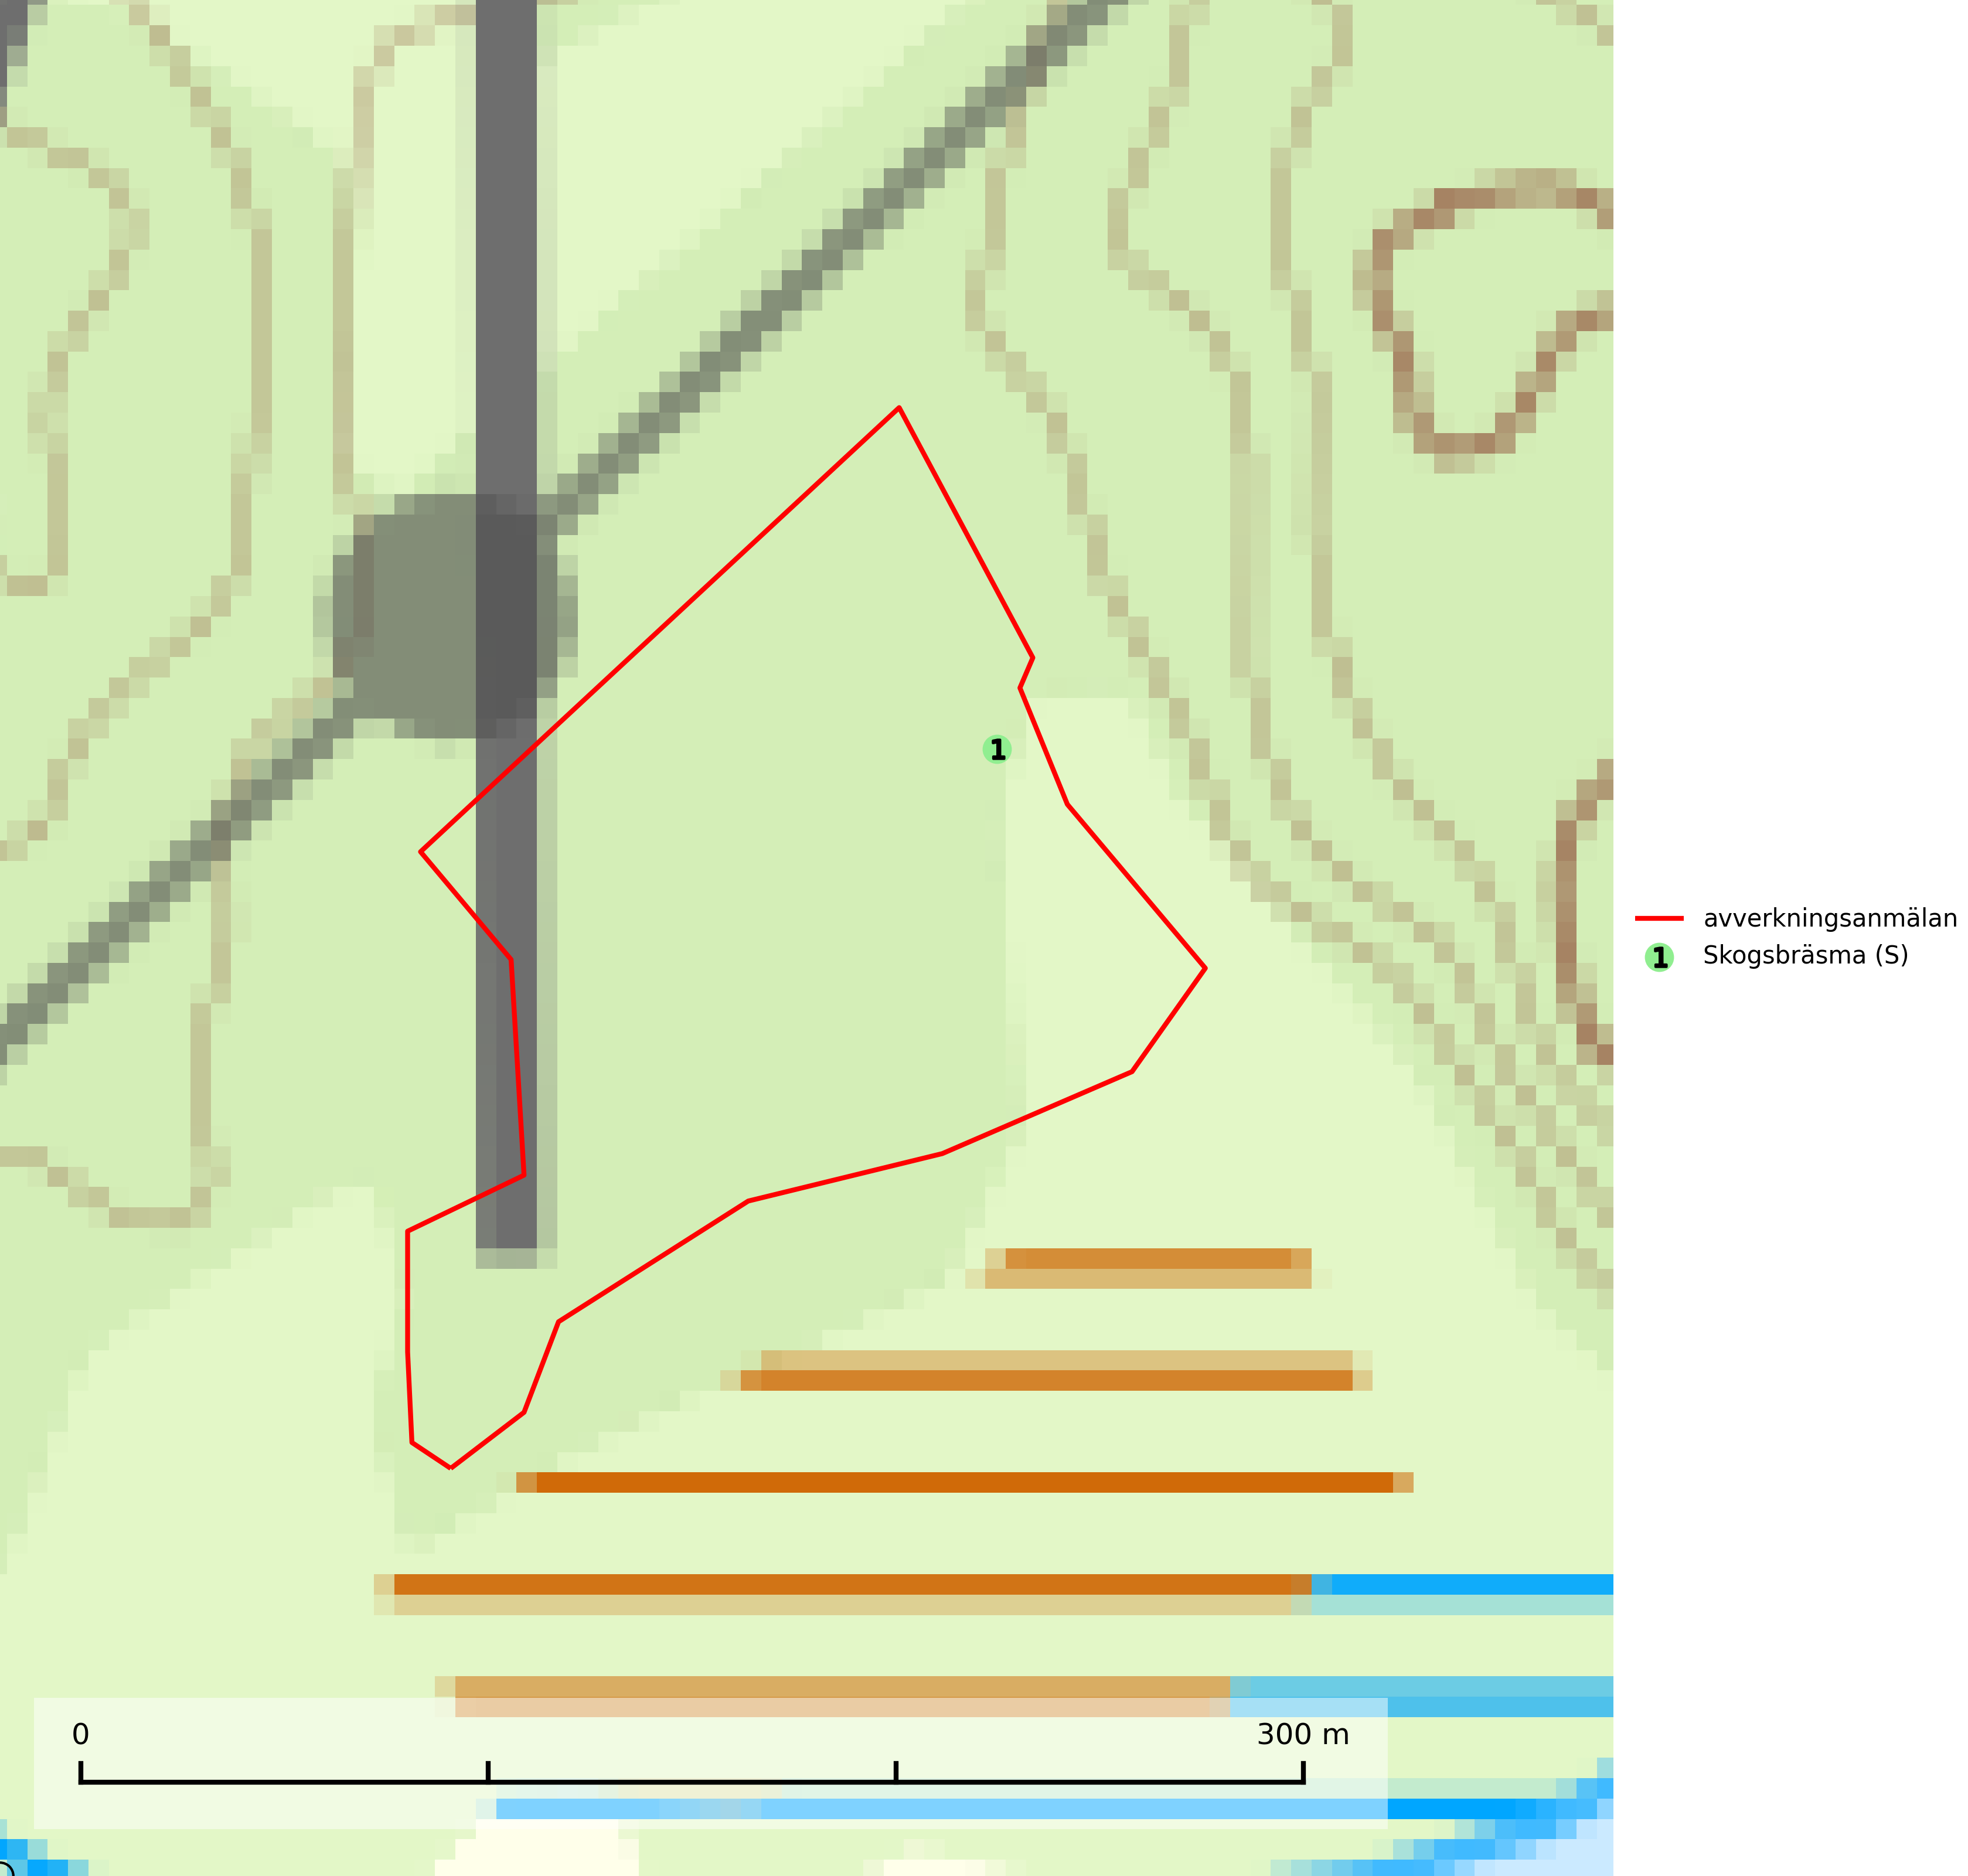 1
avverkningsanmälan
1 Skogsbräsma (S)
0 300 m